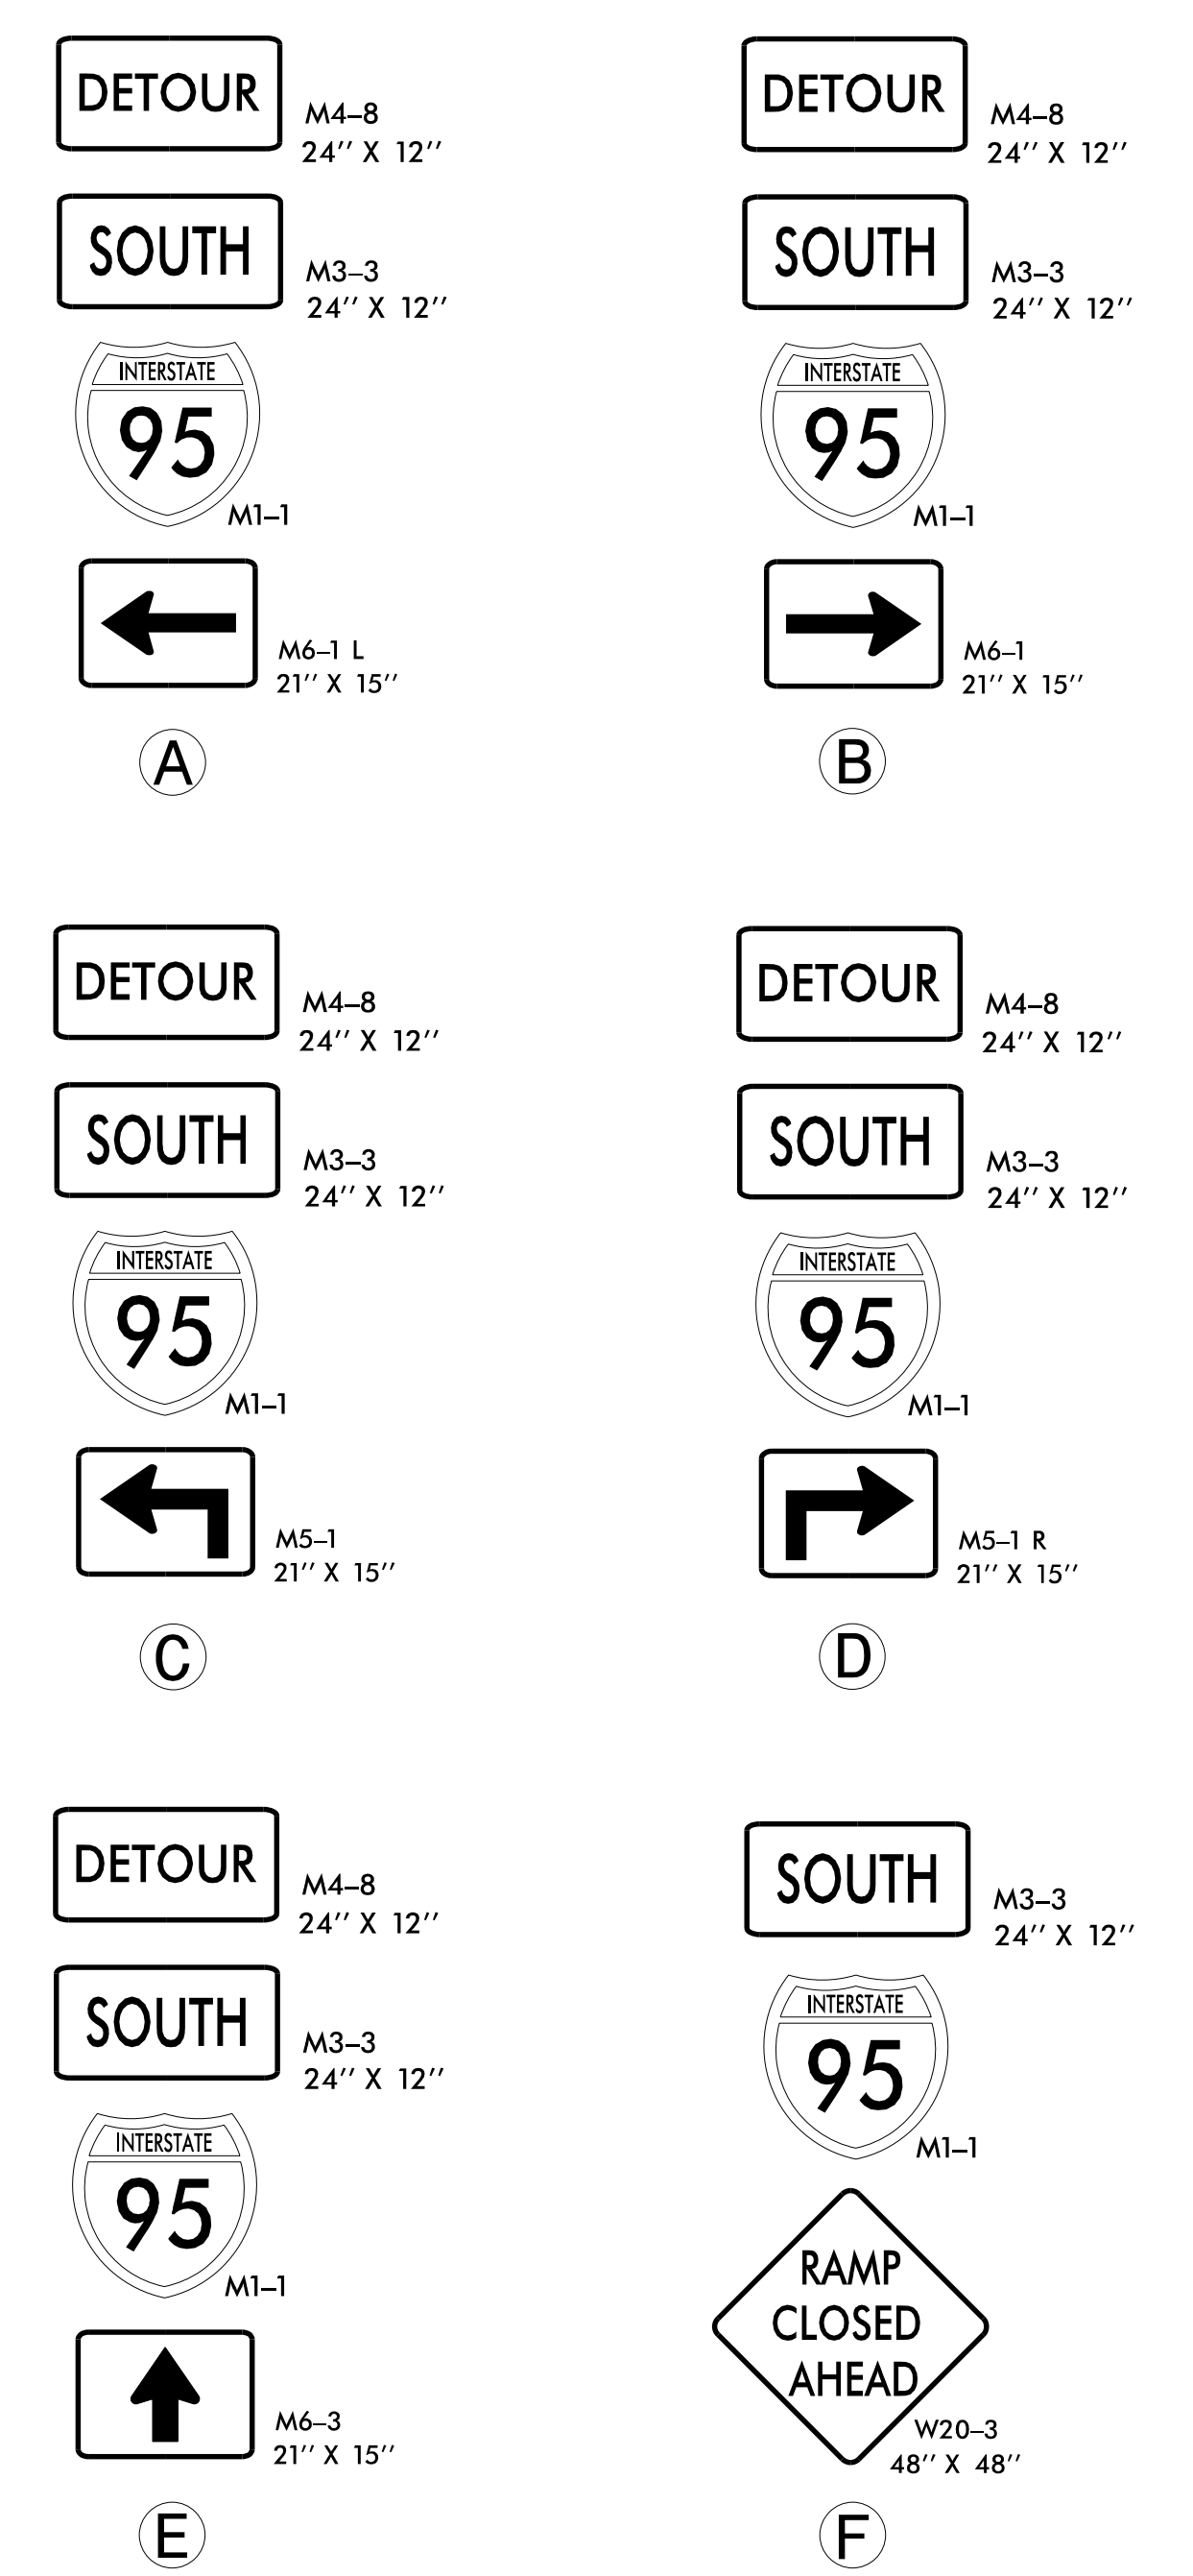 DETOUR
M4–8
24’’ X 12’’
SOUTH
M3–3
24’’ X 12’’
INTERSTATE
95
M1–1
M6–1 L
21’’ X 15’’
A
DETOUR
M4–8
24’’ X 12’’
SOUTH
M3–3
24’’ X 12’’
INTERSTATE
95
M1–1
M6–1
21’’ X 15’’
B
DETOUR
M4–8
24’’ X 12’’
SOUTH
M3–3
24’’ X 12’’
INTERSTATE
95
M1–1
M5–1
21’’ X 15’’
C
DETOUR
M4–8
24’’ X 12’’
SOUTH
M3–3
24’’ X 12’’
INTERSTATE
95
M1–1
M5–1 R
21’’ X 15’’
D
DETOUR
M4–8
24’’ X 12’’
SOUTH
M3–3
24’’ X 12’’
INTERSTATE
95
M1–1
M6–3
21’’ X 15’’
E
SOUTH
M3–3
24’’ X 12’’
INTERSTATE
95
M1–1
RAMP
CLOSED
AHEAD
W20–3
48’’ X 48’’
F